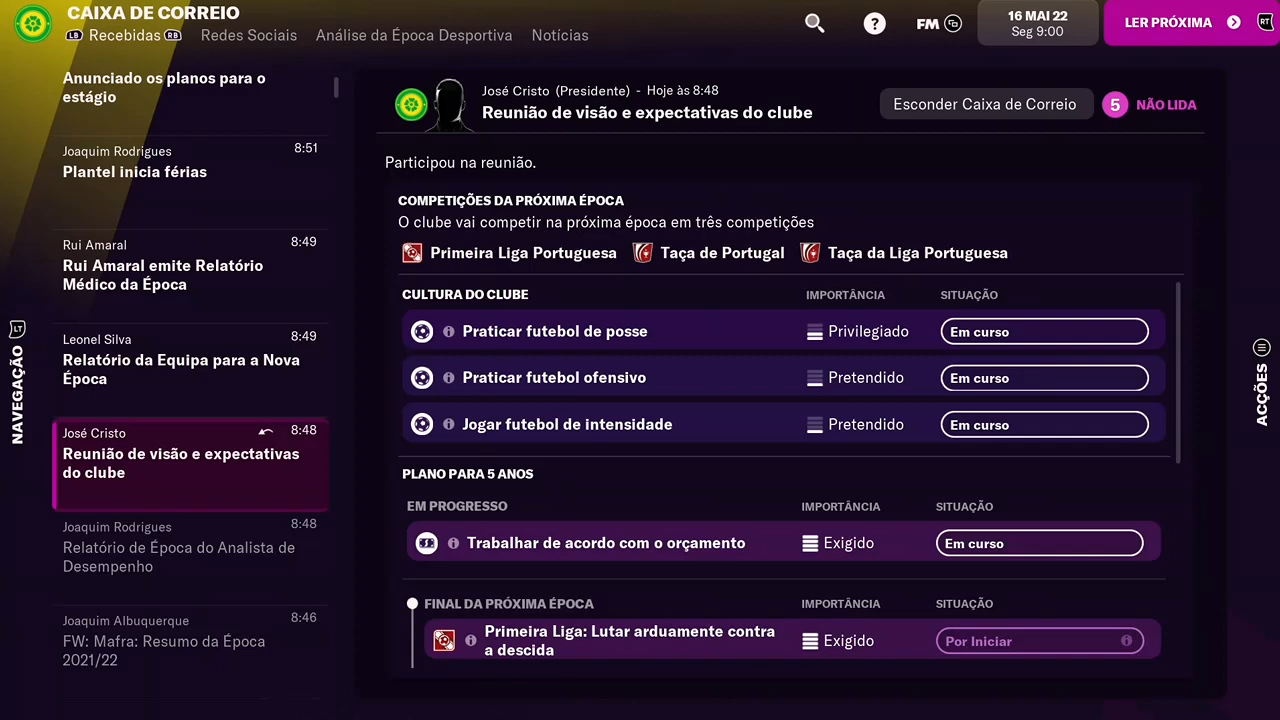 CAIXA DE CORREIO
LB Recebidas RB Redes Sociais Análise da Época Desportiva Notícias
? FM
16 MAI 22
Seg 9:00
LER PRÓXIMA RT
Anunciado os planos para o
estágio
Joaquim Rodrigues 8:51
Plantel inicia férias
Rui Amaral 8:49
Rui Amaral emite Relatório
Médico da Época
Leonel Silva 8:49
Relatório da Equipa para a Nova
Época
José Cristo 8:48
Reunião de visão e expectativas
do clube
Joaquim Rodrigues 8:48
Relatório de Época do Analista de
Desempenho
Joaquim Albuquerque 8:46
FW: Mafra: Resumo da Época
2021/22
LT
NAVEGAÇÃO
José Cristo (Presidente) - Hoje às 8:48
Reunião de visão e expectativas do clube
Esconder Caixa de Correio 5 NÃO LIDA
Participou na reunião.
COMPETIÇÕES DA PRÓXIMA ÉPOCA
O clube vai competir na próxima época em três competições
Primeira Liga Portuguesa Taça de Portugal Taça da Liga Portuguesa
CULTURA DO CLUBE IMPORTÂNCIA SITUAÇÃO
Praticar futebol de posse Privilegiado Em curso
Praticar futebol ofensivo Pretendido Em curso
Jogar futebol de intensidade Pretendido Em curso
PLANO PARA 5 ANOS
EM PROGRESSO IMPORTÂNCIA SITUAÇÃO
Trabalhar de acordo com o orçamento Exigido Em curso
FINAL DA PRÓXIMA ÉPOCA IMPORTÂNCIA SITUAÇÃO
Primeira Liga: Lutar arduamente contra
a descida Exigido Por Iniciar
ACÇÕES